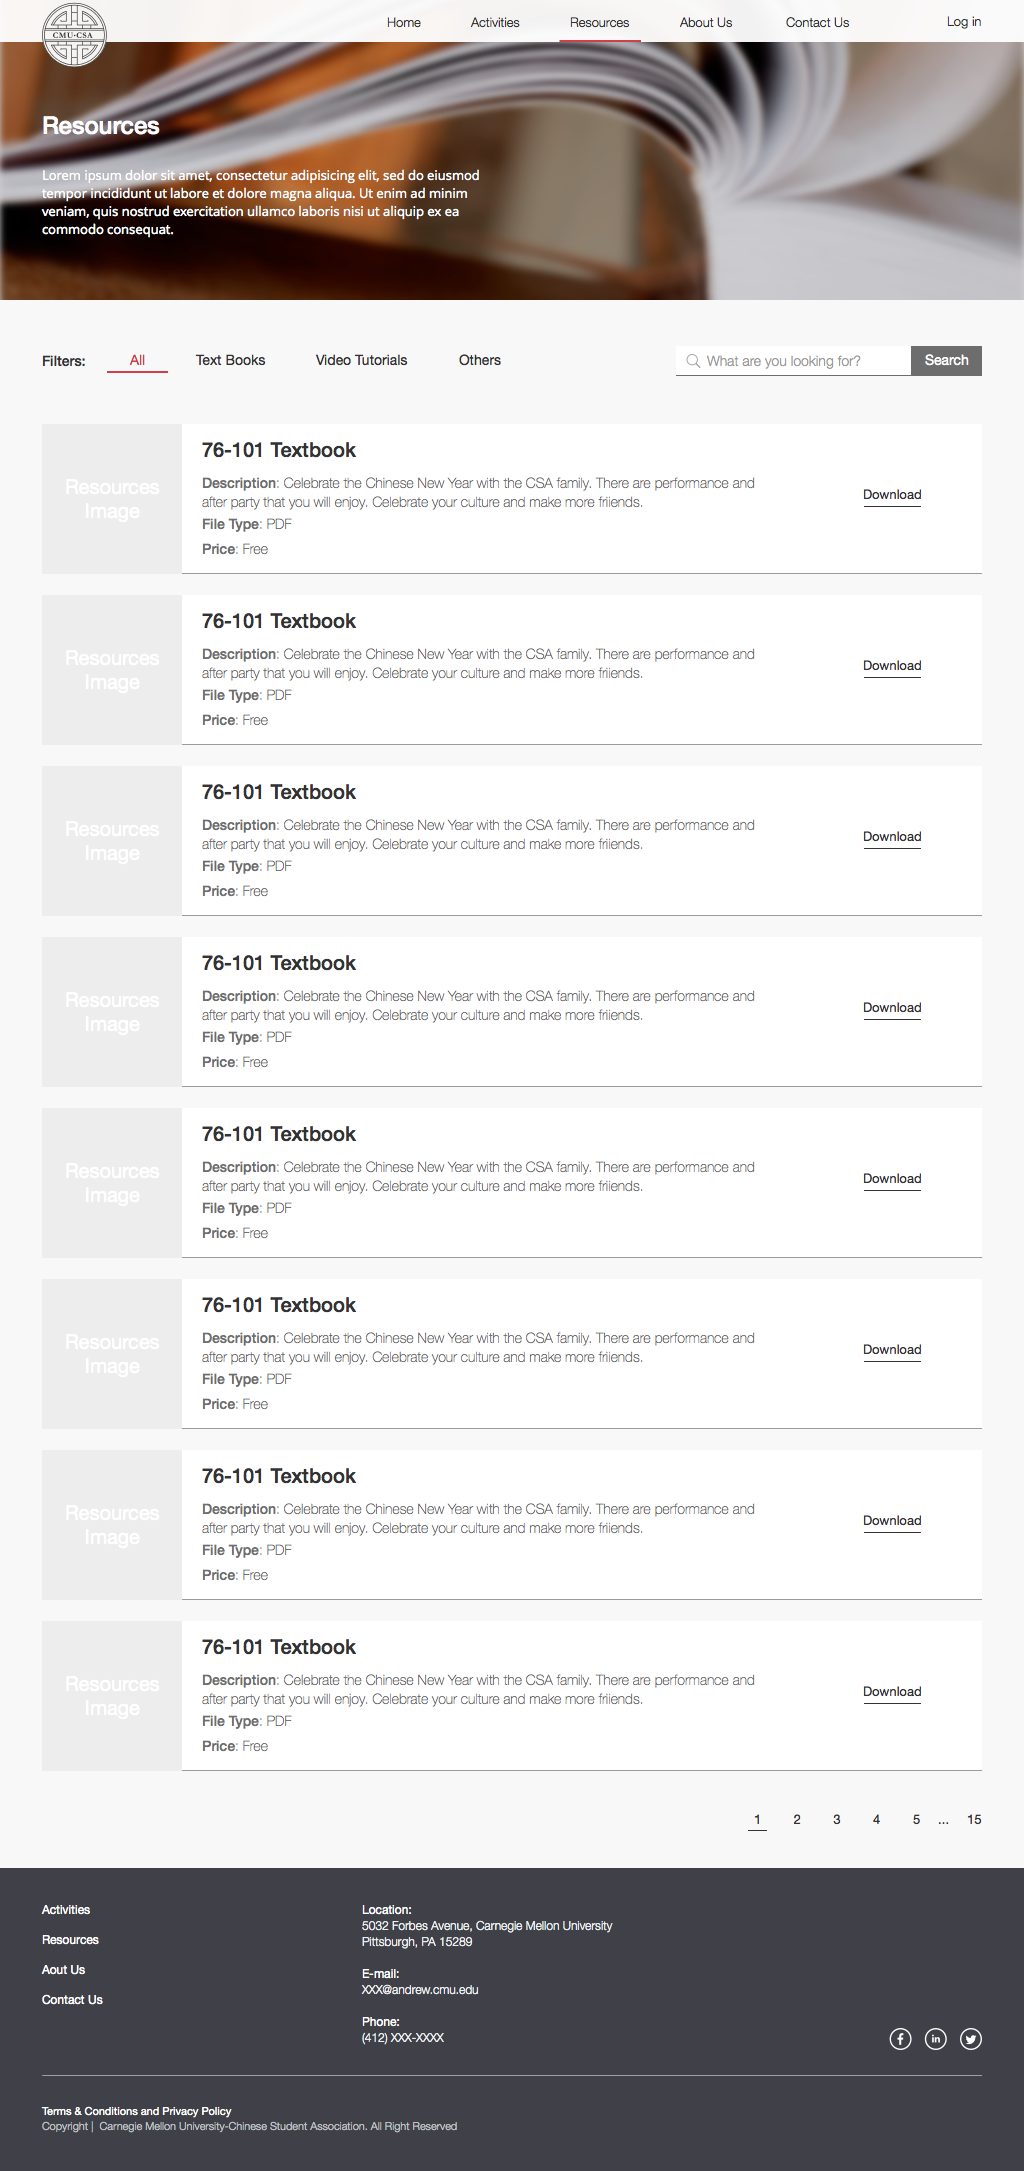 CMU·CSA
Home
Activities
Resources
About Us
Contact Us
Log in
Resources
Lorem ipsum dolor sit amet, consectetur adipisicing elit, sed do eiusmod
tempor incididunt ut labore et dolore magna aliqua. Ut enim ad minim
veniam, quis nostrud exercitation ullamco laboris nisi ut aliquip ex ea
commodo consequat.
Filters:
All
Text Books
Video Tutorials
Others
What are you looking for?
Search
Resources
Image
76-101 Textbook
Description: Celebrate the Chinese New Year with the CSA family. There are performance and
after party that you will enjoy. Celebrate your culture and make more friiends.
File Type: PDF
Price: Free
Download
Resources
Image
76-101 Textbook
Description: Celebrate the Chinese New Year with the CSA family. There are performance and
after party that you will enjoy. Celebrate your culture and make more friiends.
File Type: PDF
Price: Free
Download
Resources
Image
76-101 Textbook
Description: Celebrate the Chinese New Year with the CSA family. There are performance and
after party that you will enjoy. Celebrate your culture and make more friiends.
File Type: PDF
Price: Free
Download
Resources
Image
76-101 Textbook
Description: Celebrate the Chinese New Year with the CSA family. There are performance and
after party that you will enjoy. Celebrate your culture and make more friiends.
File Type: PDF
Price: Free
Download
Resources
Image
76-101 Textbook
Description: Celebrate the Chinese New Year with the CSA family. There are performance and
after party that you will enjoy. Celebrate your culture and make more friiends.
File Type: PDF
Price: Free
Download
Resources
Image
76-101 Textbook
Description: Celebrate the Chinese New Year with the CSA family. There are performance and
after party that you will enjoy. Celebrate your culture and make more friiends.
File Type: PDF
Price: Free
Download
Resources
Image
76-101 Textbook
Description: Celebrate the Chinese New Year with the CSA family. There are performance and
after party that you will enjoy. Celebrate your culture and make more friiends.
File Type: PDF
Price: Free
Download
Resources
Image
76-101 Textbook
Description: Celebrate the Chinese New Year with the CSA family. There are performance and
after party that you will enjoy. Celebrate your culture and make more friiends.
File Type: PDF
Price: Free
Download
1 2 3 4 5 ... 15
Activities
Resources
Aout Us
Contact Us
Location:
5032 Forbes Avenue, Carnegie Mellon University
Pittsburgh, PA 15289
E-mail:
XXX@andrew.cmu.edu
Phone:
(412) XXX-XXXX
f
in
Terms & Conditions and Privacy Policy
Copyright | Carnegie Mellon University-Chinese Student Association. All Right Reserved